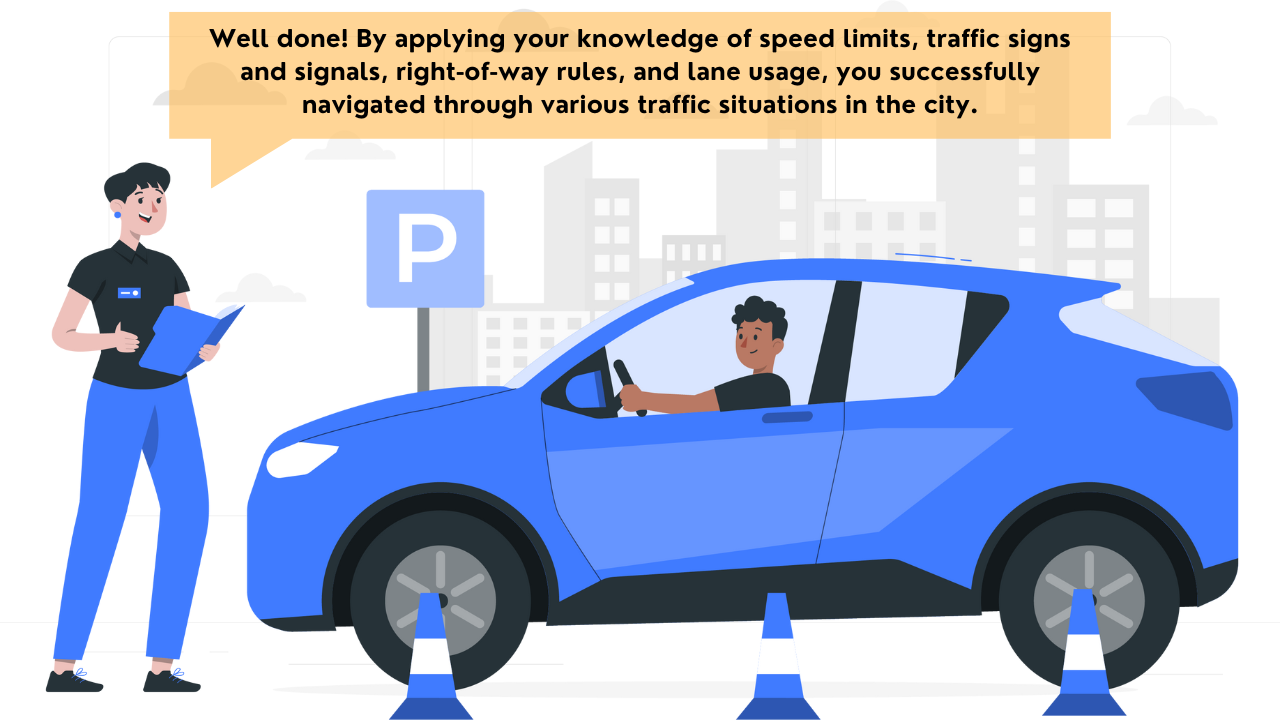 Well done! By applying your knowledge of speed limits, traffic signs
and signals, right-of-way rules, and lane usage, you successfully
navigated through various traffic situations in the city.
P